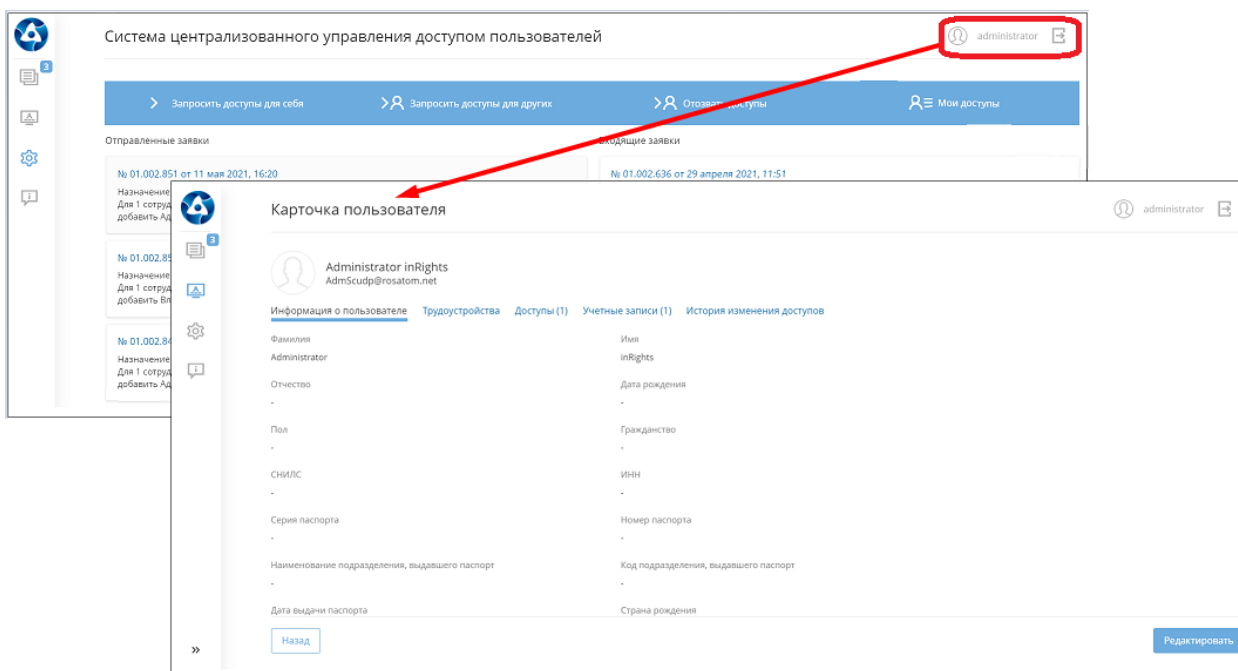 Система централизованного управления доступом пользователей
administrator
3
Запросить доступы для себя
Запросить доступы для других
Отозвать доступы
Мои доступы
Отправленные заявки
Входящие заявки
№ 01.002.851 от 11 мая 2021, 16:20
№ 01.002.636 от 29 апреля 2021, 11:51
Назначение
Для 1 сотруд
добавить Ад
№ 01.002.85
Назначение
Для 1 сотруд
добавить Вл
№ 01.002.84
Назначение
Для 1 сотруд
добавить Ад
Карточка пользователя
administrator
3
Administrator inRights
AdmScudp@rosatom.net
Информация о пользователе Трудоустройства Доступы (1) Учетные записи (1) История изменения доступов
Фамилия Имя
Administrator inRights
Отчество Дата рождения
- -
Пол Гражданство
- -
СНИЛС ИНН
- -
Серия паспорта Номер паспорта
- -
Наименование подразделения, выдавшего паспорт Код подразделения, выдавшего паспорт
- -
Дата выдачи паспорта Страна рождения
Назад Редактировать